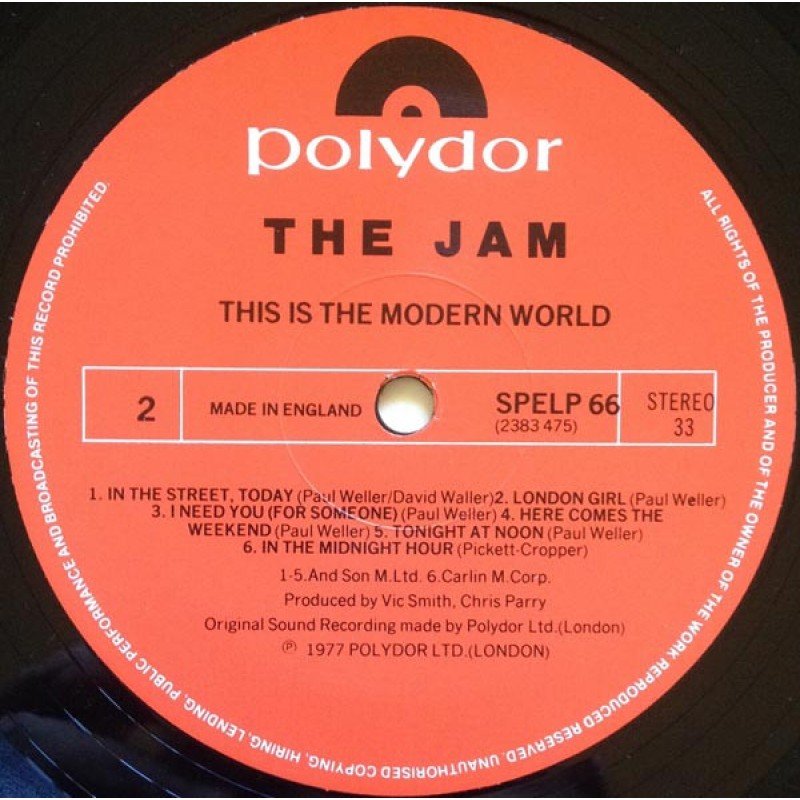 polydor
THE JAM
THIS IS THE MODERN WORLD
2
MADE IN ENGLAND
SPELP 66
(2383 475)
STEREO
33
1. IN THE STREET, TODAY (Paul Weller/David Waller)2. LONDON GIRL (Paul Weller)
3. I NEED YOU (FOR SOMEONE) (Paul Weller) 4. HERE COMES THE
WEEKEND (Paul Weller) 5. TONIGHT AT NOON (Paul Weller)
6. IN THE MIDNIGHT HOUR (Pickett-Cropper)
1-5.And Son M.Ltd. 6.Carlin M.Corp.
Produced by Vic Smith, Chris Parry
Original Sound Recording made by Polydor Ltd.(London)
℗ 1977 POLYDOR LTD.(LONDON)
ALL RIGHTS OF THE PRODUCER AND OF THE OWNER OF THE WORK REPRODUCED RESERVED. UNAUTHORISED COPYING, HIRING, LENDING, PUBLIC PERFORMANCE AND BROADCASTING OF THIS RECORD PROHIBITED.